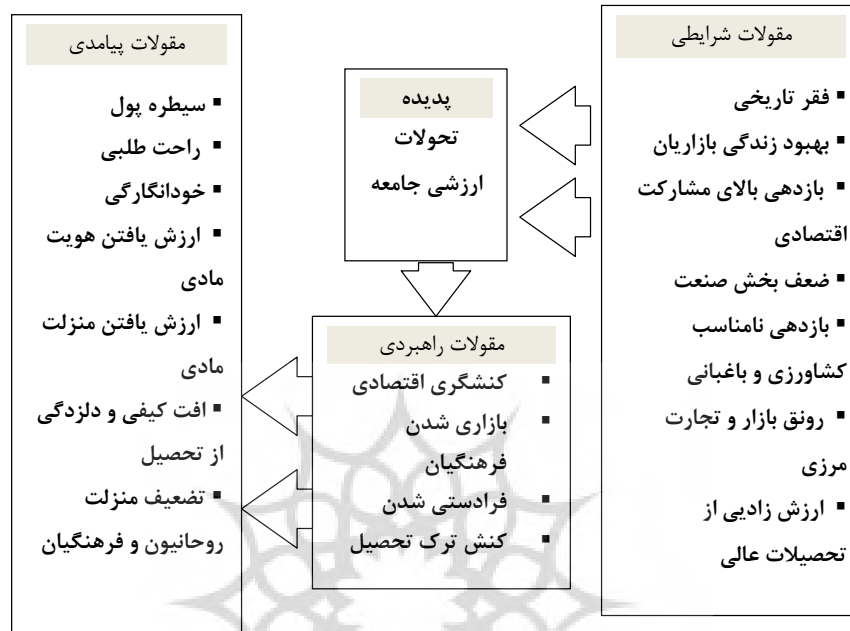 مقولات شرایطی
▪ فقر تاریخی
▪ بهبود زندگی بازاریان
▪ بازدهی بالای مشارکت
اقتصادی
▪ ضعف بخش صنعت
▪ بازدهی نامناسب
کشاورزی و باغبانی
▪ رونق بازار و تجارت
مرزی
▪ ارزش زادیی از
تحصیلات عالی
پدیده
تحولات
ارزشی جامعه
مقولات راهبردی
▪ کنشگری اقتصادی
▪ بازاری شدن
فرهنگیان
▪ فرادستی شدن
▪ کنش ترک تحصیل
مقولات پیامدی
▪ سیطره پول
▪ راحت طلبی
▪ خودانگارگی
▪ ارزش یافتن هویت
مادی
▪ ارزش یافتن منزلت
مادی
▪ افت کیفی و دلزدگی
از تحصیل
▪ تضعیف منزلت
روحانیون و فرهنگیان